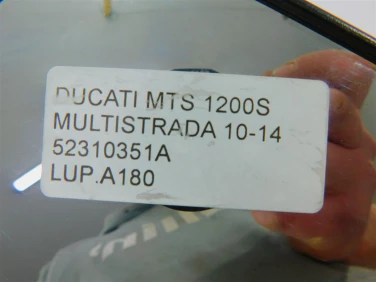 DUCATI MTS 1200S
MULTISTRADA 10-14
52310351A
LUP.A180